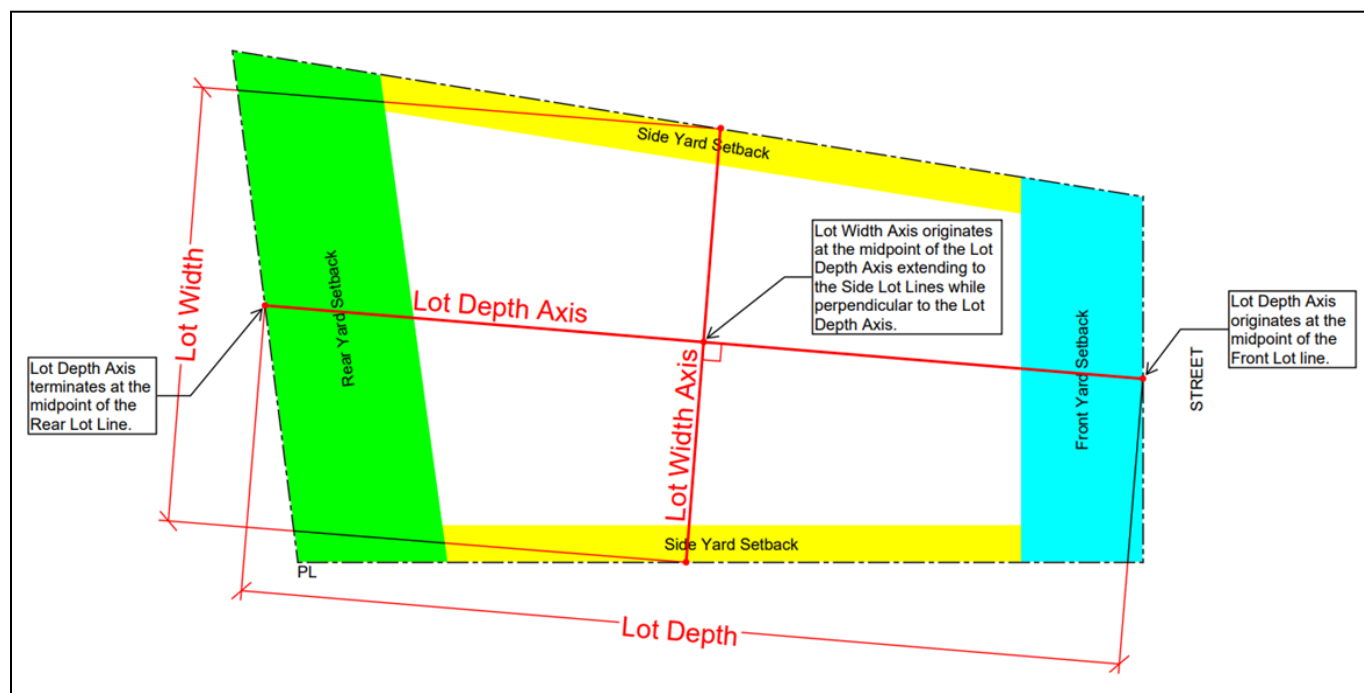 Side Yard Setback
Lot Width
Rear Yard Setback
Lot Depth Axis
Lot Width Axis originates
at the midpoint of the Lot
Depth Axis extending to
the Side Lot Lines while
perpendicular to the Lot
Depth Axis.
Lot Depth Axis
originates at the
midpoint of the
Front Lot line.
Lot Depth Axis
terminates at the
midpoint of the
Rear Lot Line.
Lot Width Axis
Front Yard Setback
STREET
Side Yard Setback
PL
Lot Depth